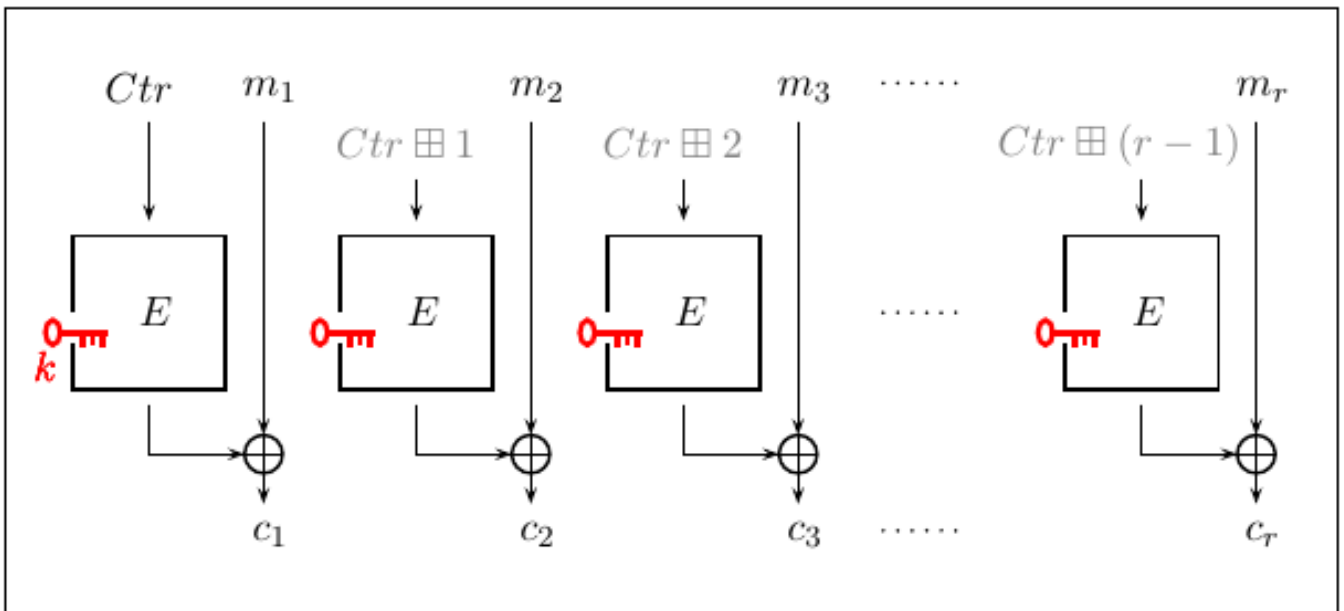 Ctr m₁ m₂ m₃ ...... mᵣ
Ctr ⊞ 1 Ctr ⊞ 2 Ctr ⊞ (r − 1)
E E E ...... E
k
c₁ c₂ c₃ ...... cᵣ